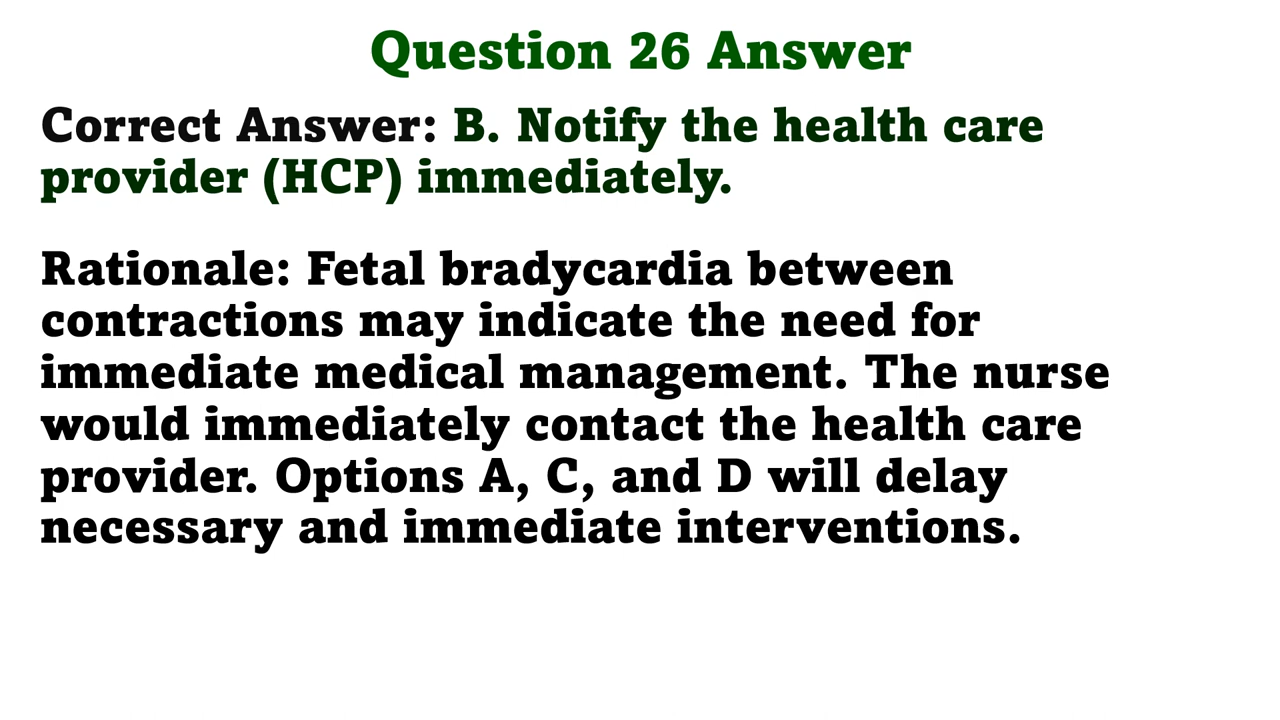 Question 26 Answer
Correct Answer: B. Notify the health care
provider (HCP) immediately.
Rationale: Fetal bradycardia between
contractions may indicate the need for
immediate medical management. The nurse
would immediately contact the health care
provider. Options A, C, and D will delay
necessary and immediate interventions.